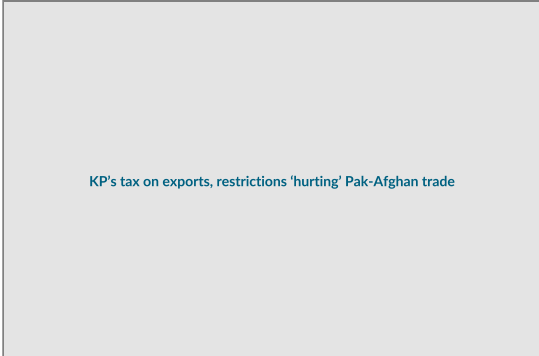 KP’s tax on exports, restrictions ‘hurting’ Pak-Afghan trade